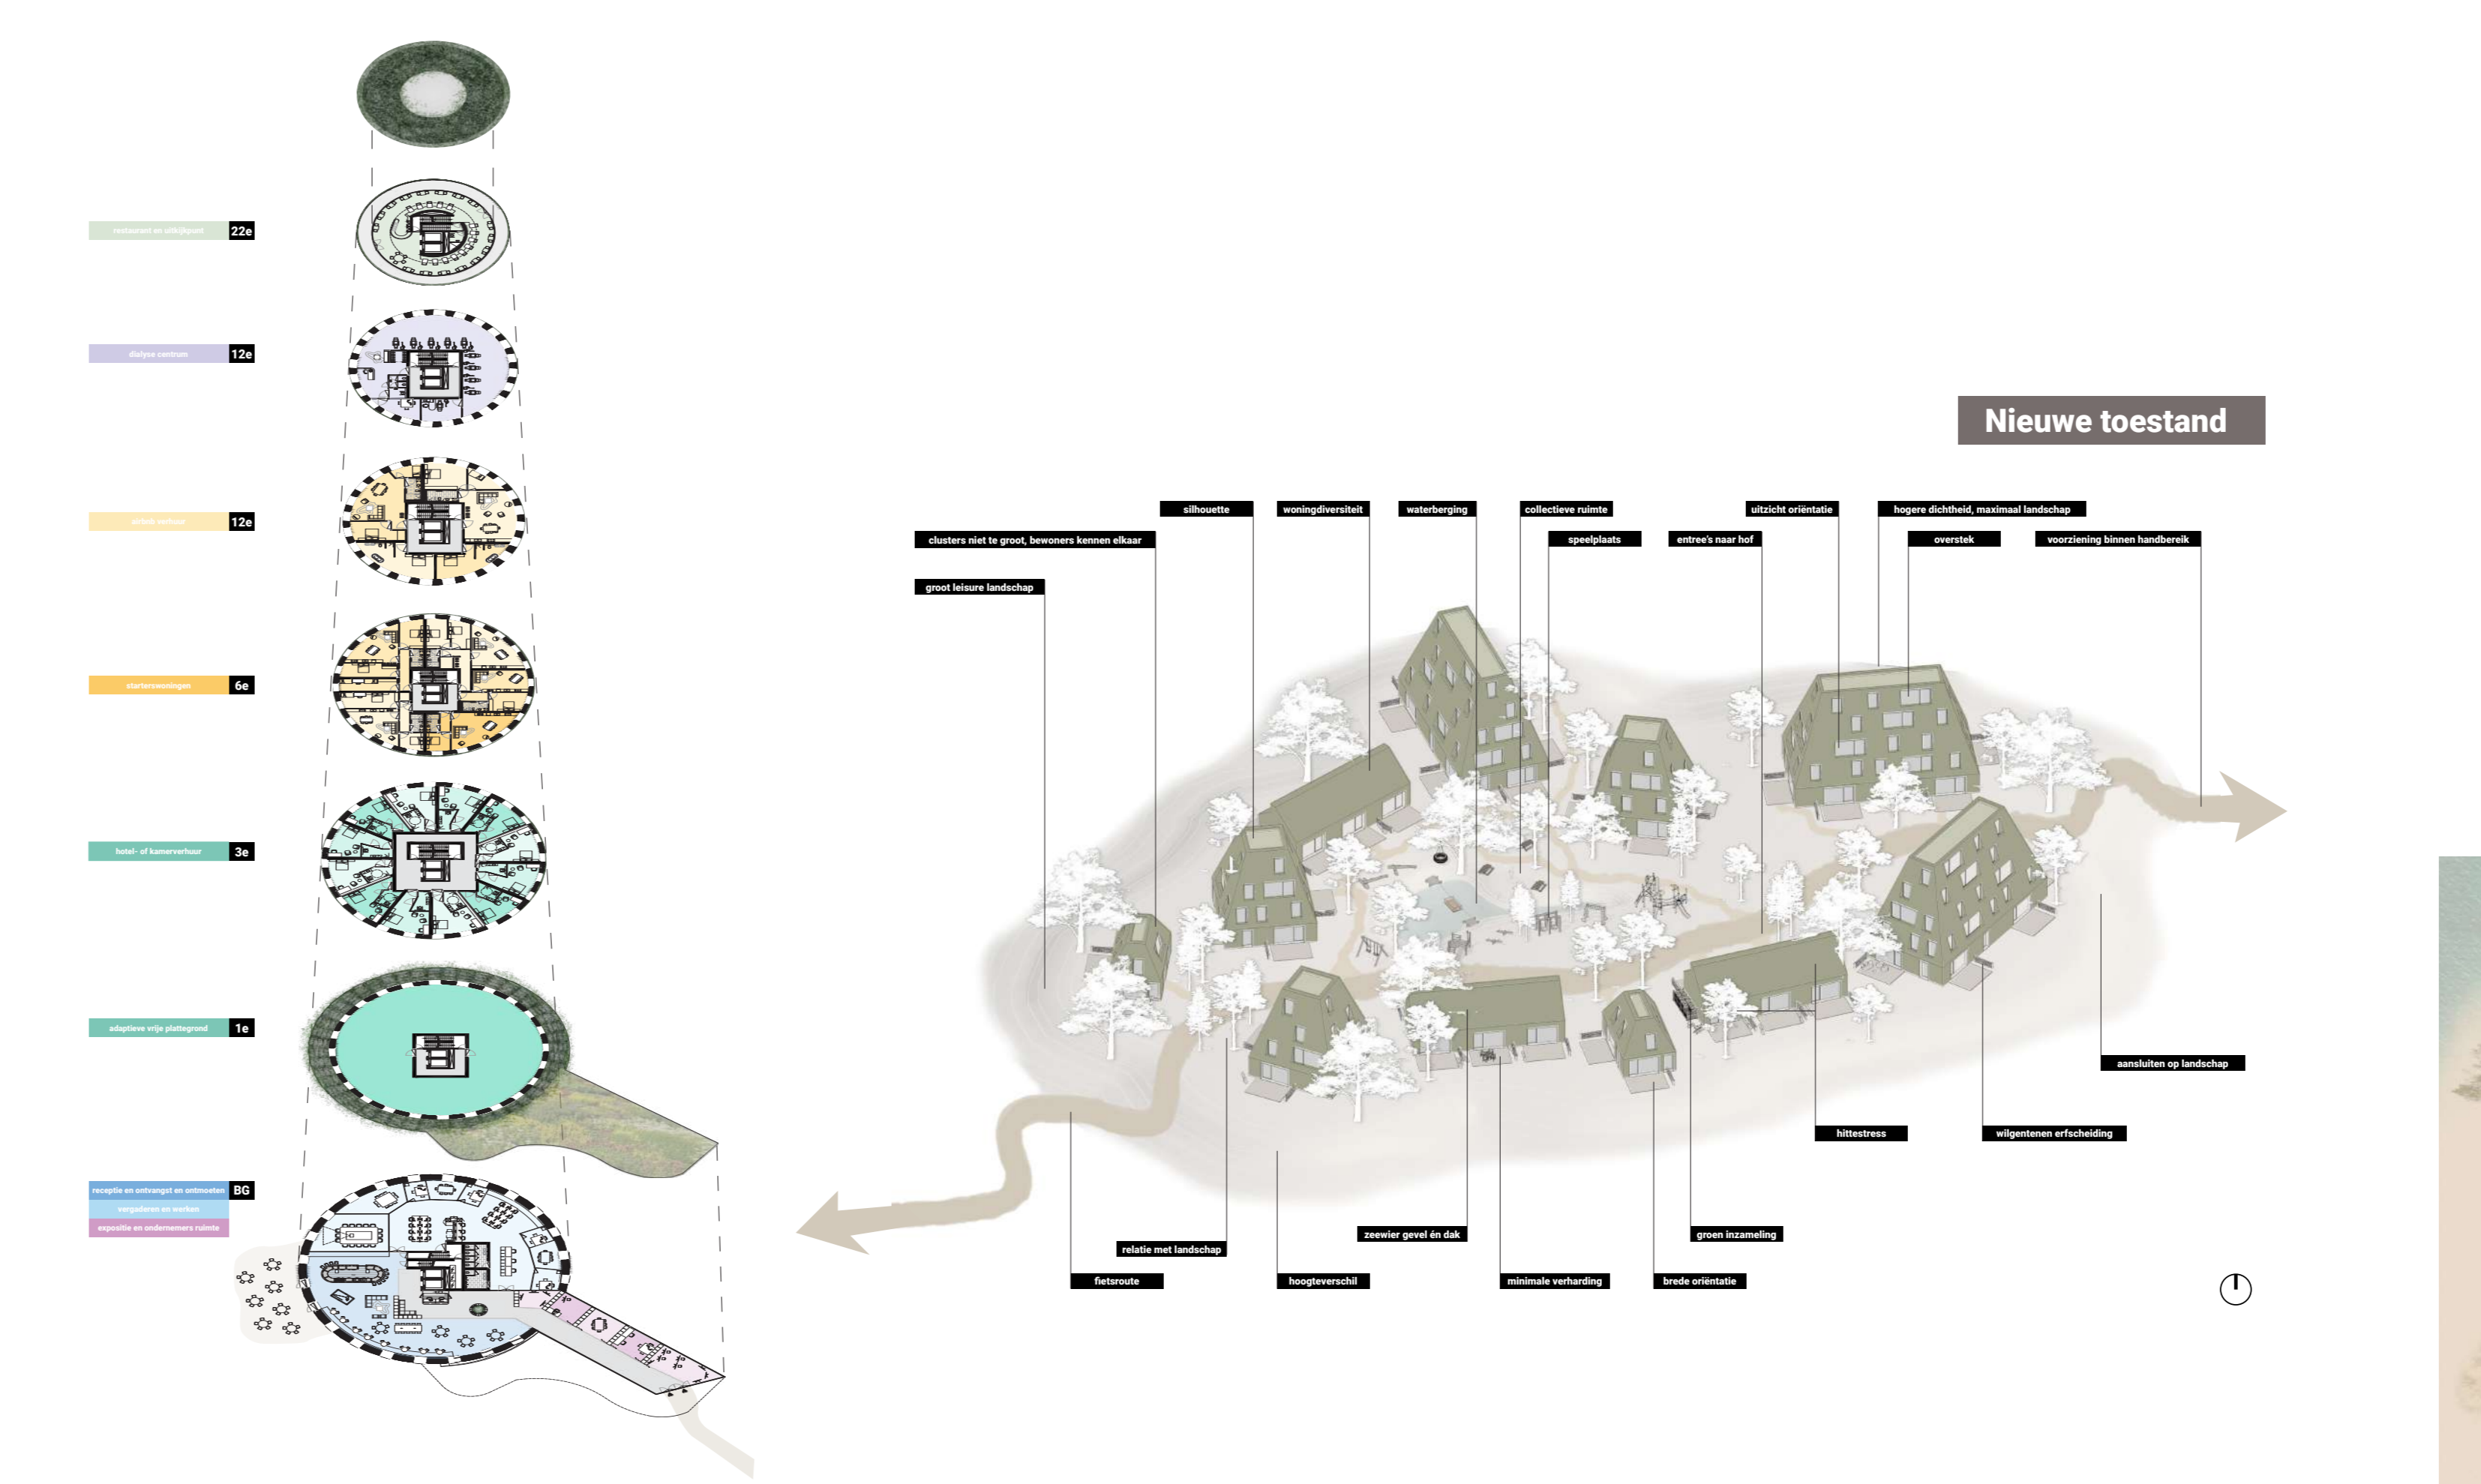 restaurant en uitkijkpunt 22e
dialyse centrum 12e
airbnb verhuur 12e
starterswoningen 6e
hotel- of kamerverhuur 3e
adaptieve vrije plattegrond 1e
receptie en ontvangst en ontmoeten BG
vergaderen en werken
expositie en ondernemers ruimte
Nieuwe toestand
silhouette
woningdiversiteit
waterberging
collectieve ruimte
uitzicht oriëntatie
hogere dichtheid, maximaal landschap
clusters niet te groot, bewoners kennen elkaar
speelplaats
entree's naar hof
overstek
voorziening binnen handbereik
groot leisure landschap
aansluiten op landschap
hittestress
wilgentenen erfscheiding
zeewier gevel én dak
groen inzameling
relatie met landschap
fietsroute
hoogteverschil
minimale verharding
brede oriëntatie